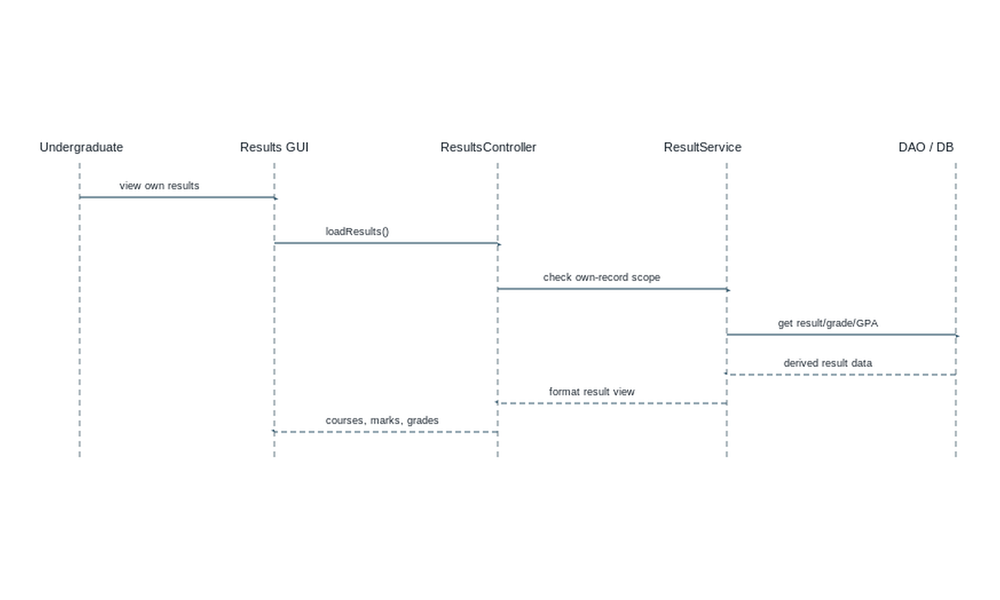 Undergraduate
Results GUI
ResultsController
ResultService
DAO / DB
view own results
loadResults()
check own-record scope
get result/grade/GPA
derived result data
format result view
courses, marks, grades